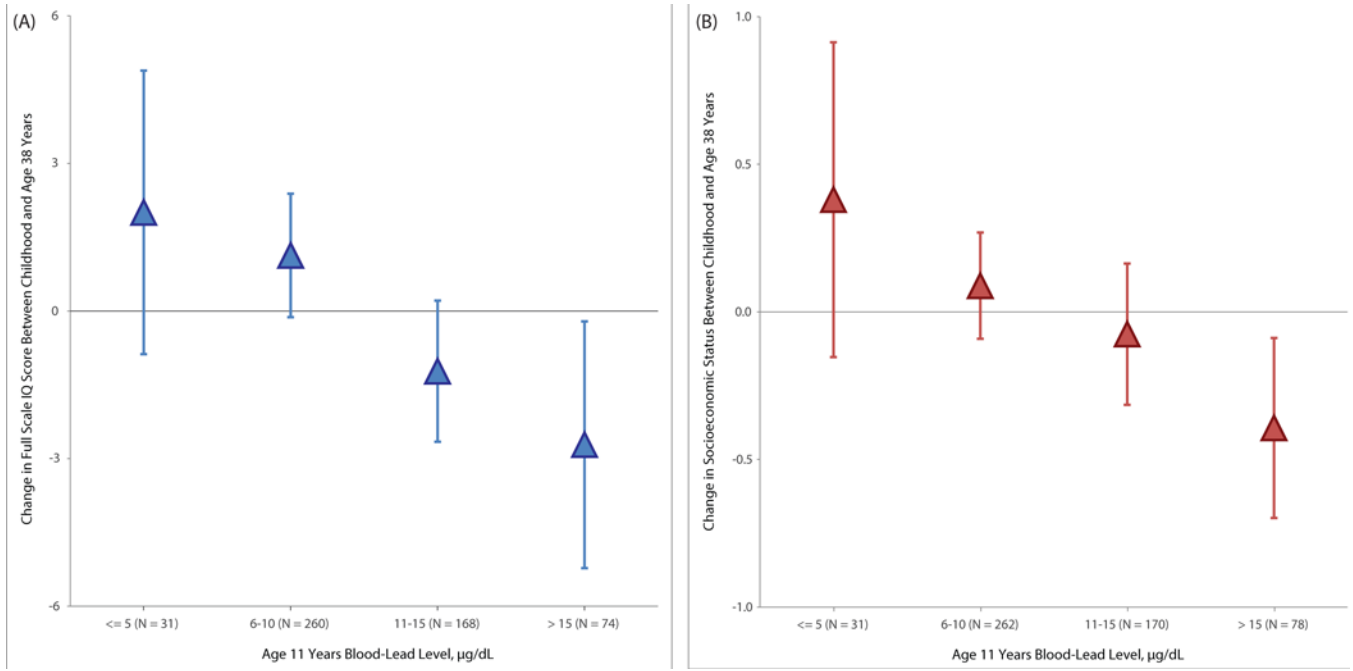 (A)
Change in Full Scale IQ Score Between Childhood and Age 38 Years
6
3
0
-3
-6
<= 5 (N = 31) 6-10 (N = 260) 11-15 (N = 168) > 15 (N = 74)
Age 11 Years Blood-Lead Level, µg/dL
(B)
Change in Socioeconomic Status Between Childhood and Age 38 Years
1.0
0.5
0.0
-0.5
-1.0
<= 5 (N = 31) 6-10 (N = 262) 11-15 (N = 170) > 15 (N = 78)
Age 11 Years Blood-Lead Level, µg/dL